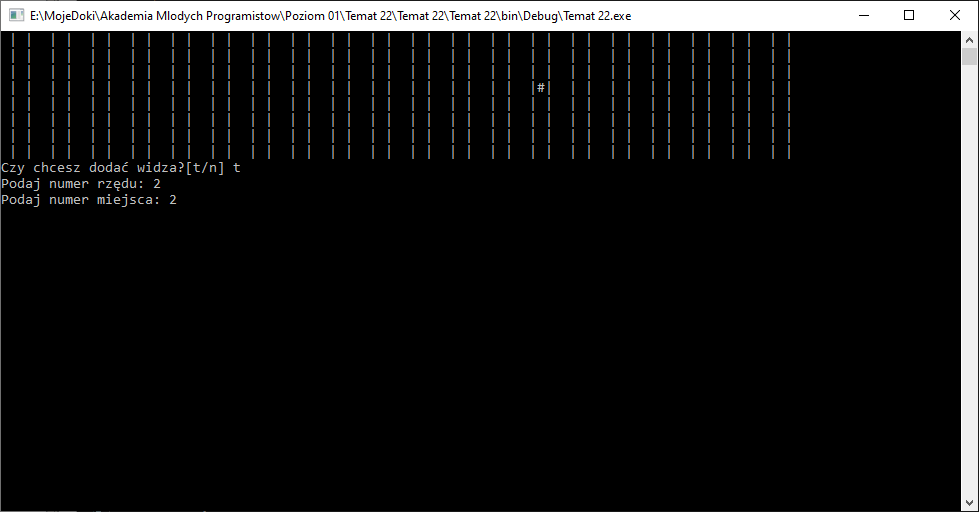 E:\MojeDoki\Akademia Mlodych Programistow\Poziom 01\Temat 22\Temat 22\Temat 22\bin\Debug\Temat 22.exe
| |  | |  | |  | |  | |  | |  | |  | |  | |  | |  | |  | |  | |  | |  | |  | |  | |  | |  | |  | |
| |  | |  | |  | |  | |  | |  | |  | |  | |  | |  | |  | |  | |  | |  | |  | |  | |  | |  | |  | |
| |  | |  | |  | |  | |  | |  | |  | |  | |  | |  | |  | |  | |  | |  | |  | |  | |  | |  | |  | |
| |  | |  | |  | |  | |  | |  | |  | |  | |  | |  | |  | |  | |  |#|  | |  | |  | |  | |  | |  | |
| |  | |  | |  | |  | |  | |  | |  | |  | |  | |  | |  | |  | |  | |  | |  | |  | |  | |  | |  | |
| |  | |  | |  | |  | |  | |  | |  | |  | |  | |  | |  | |  | |  | |  | |  | |  | |  | |  | |  | |
| |  | |  | |  | |  | |  | |  | |  | |  | |  | |  | |  | |  | |  | |  | |  | |  | |  | |  | |  | |
| |  | |  | |  | |  | |  | |  | |  | |  | |  | |  | |  | |  | |  | |  | |  | |  | |  | |  | |  | |
Czy chcesz dodać widza?[t/n] t
Podaj numer rzędu: 2
Podaj numer miejsca: 2